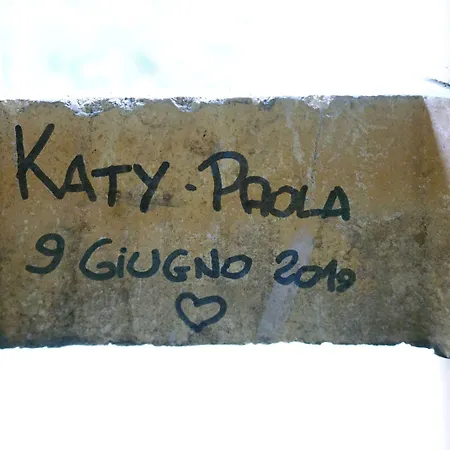 KATY · PAOLA
9 GIUGNO 2019